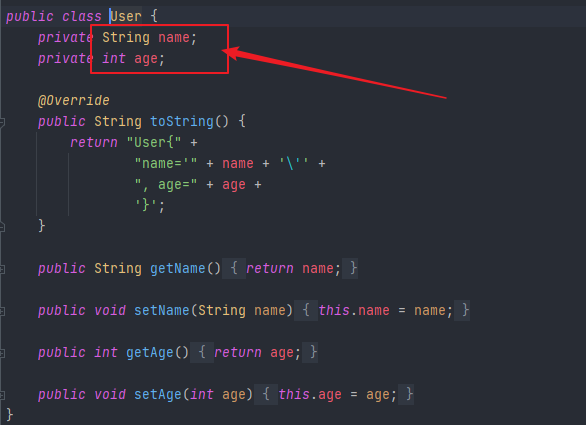 public class User {
private String name;
private int age;
@Override
public String toString() {
return "User{" +
"name='" + name + '\'' +
", age=" + age +
'}';
}
public String getName() { return name; }
public void setName(String name) { this.name = name; }
public int getAge() { return age; }
public void setAge(int age) { this.age = age; }
}